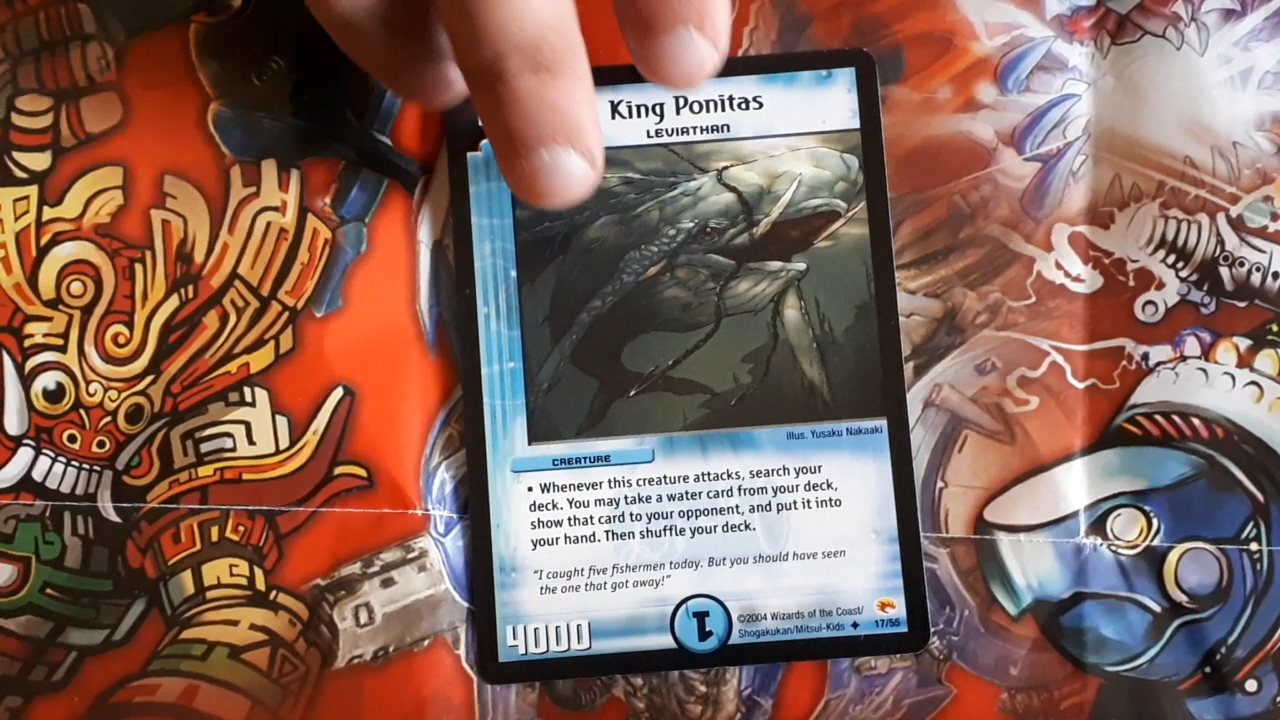 King Ponitas
LEVIATHAN
illus. Yusaku Nakaaki
CREATURE
• Whenever this creature attacks, search your
deck. You may take a water card from your deck,
show that card to your opponent, and put it into
your hand. Then shuffle your deck.
"I caught five fishermen today. But you should have seen
the one that got away!"
4000
1
©2004 Wizards of the Coast/
Shogakukan/Mitsui-Kids ✦ 17/55